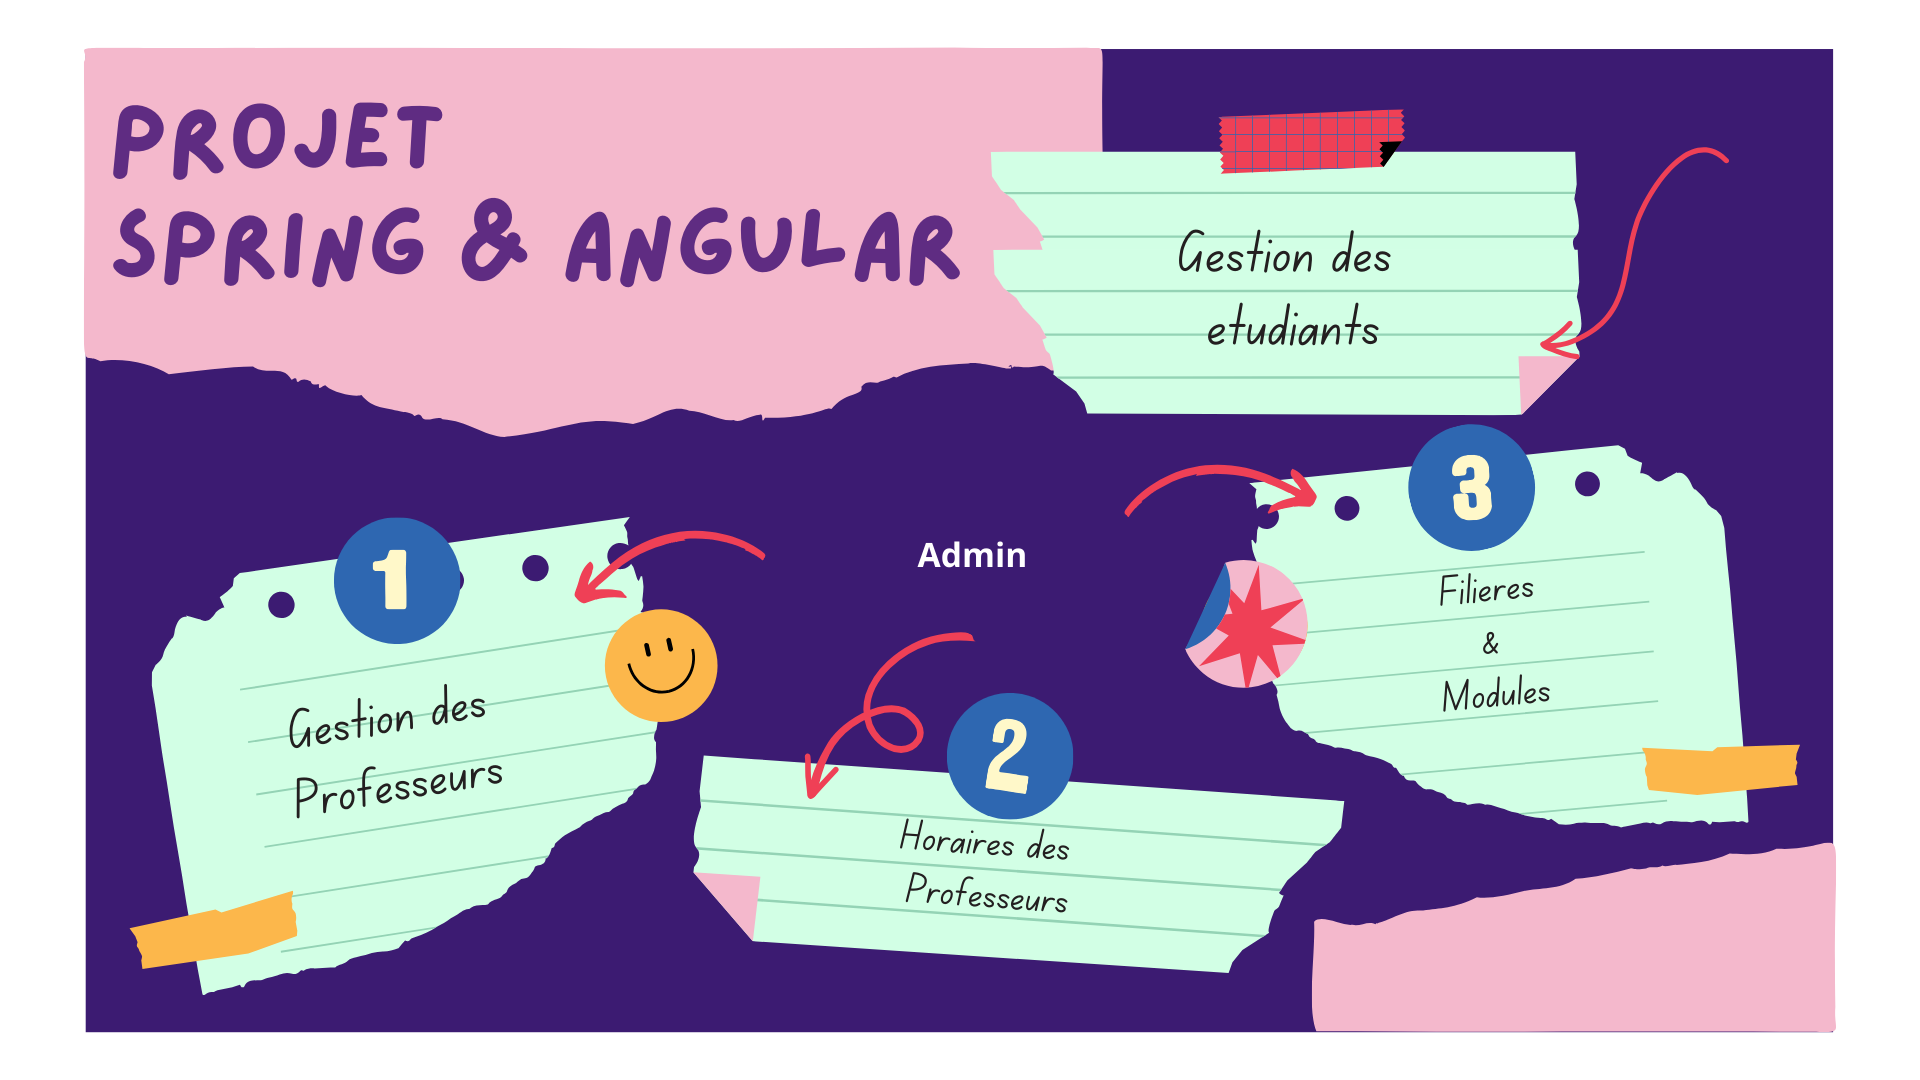 PROJET
SPRING & ANGULAR
Gestion des
etudiants
Admin
1
Gestion des
Professeurs
2
Horaires des
Professeurs
3
Filieres
&
Modules